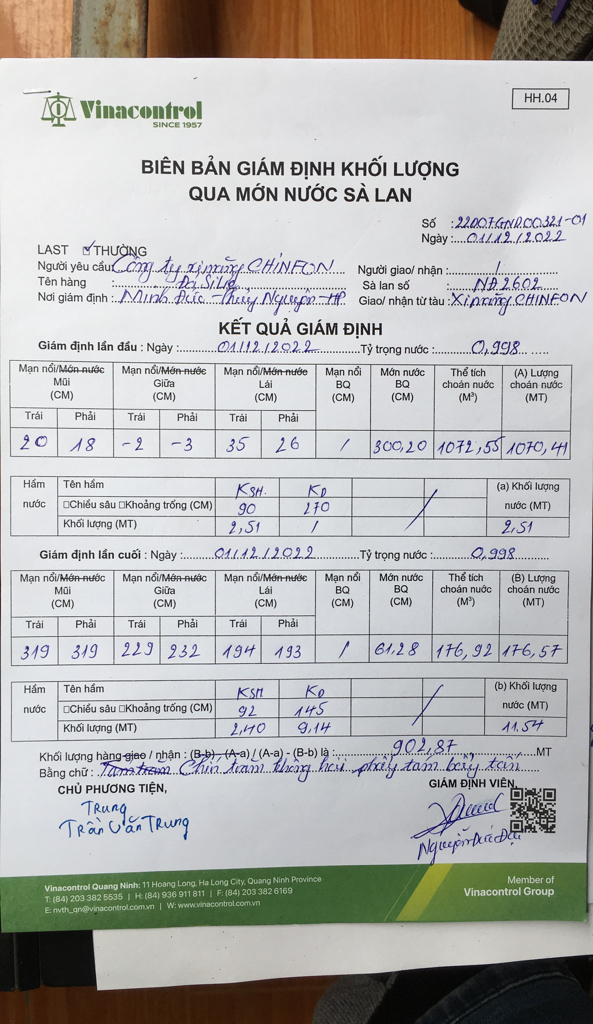 Vinacontrol
SINCE 1957
HH.04
BIÊN BẢN GIÁM ĐỊNH KHỐI LƯỢNG
QUA MỚN NƯỚC SÀ LAN
Số : 22007GND00321-01
Ngày : 01/12/2022
LAST THƯỜNG
Người yêu cầu: Công ty xi măng CHINFON Người giao/ nhận : /
Tên hàng : Đá Silic Sà lan số : NĐ.2602
Nơi giám định : Minh Đức - Thủy Nguyên - HP Giao/ nhận từ tàu : Xi măng CHINFON
KẾT QUẢ GIÁM ĐỊNH
Giám định lần đầu : Ngày : 01/12/2022 Tỷ trọng nước : 0,998
Mạn nổi/Mớn nước Mũi (CM) Mạn nổi/Mớn nước Giữa (CM) Mạn nổi/Mớn nước Lái (CM) Mạn nổi BQ (CM) Mớn nước BQ (CM) Thể tích choán nước (M³) (A) Lượng choán nước (MT)
Trái Phải Trái Phải Trái Phải
20 18 -2 -3 35 26 / 300,20 1072,55 1070,41
Hầm nước Tên hầm KSH. KĐ (a) Khối lượng nước (MT)
□Chiều sâu □Khoảng trống (CM) 90 270
Khối lượng (MT) 2,51 / 2,51
Giám định lần cuối : Ngày : 01/12/2022 Tỷ trọng nước : 0,998
Mạn nổi/Mớn nước Mũi (CM) Mạn nổi/Mớn nước Giữa (CM) Mạn nổi/Mớn nước Lái (CM) Mạn nổi BQ (CM) Mớn nước BQ (CM) Thể tích choán nước (M³) (B) Lượng choán nước (MT)
Trái Phải Trái Phải Trái Phải
319 319 229 232 194 193 / 61,28 176,92 176,57
Hầm nước Tên hầm KSH KĐ (b) Khối lượng nước (MT)
□Chiều sâu □Khoảng trống (CM) 92 145
Khối lượng (MT) 2,40 9,14 11,54
Khối lượng hàng giao / nhận : (B-b) - (A-a) / (A-a) - (B-b) là : 902,87 MT
Bằng chữ : Tám trăm Chín trăm không hai phẩy tám bảy tấn
CHỦ PHƯƠNG TIỆN, GIÁM ĐỊNH VIÊN,
Trung
Trần Văn Trung
Nguyễn Đức
Vinacontrol Quang Ninh: 11 Hoang Long, Ha Long City, Quang Ninh Province
T: (84) 203 382 5535 | H: (84) 936 911 811 | F: (84) 203 382 6169
E: nvth_qn@vinacontrol.com.vn | W: www.vinacontrol.com.vn
Member of
Vinacontrol Group